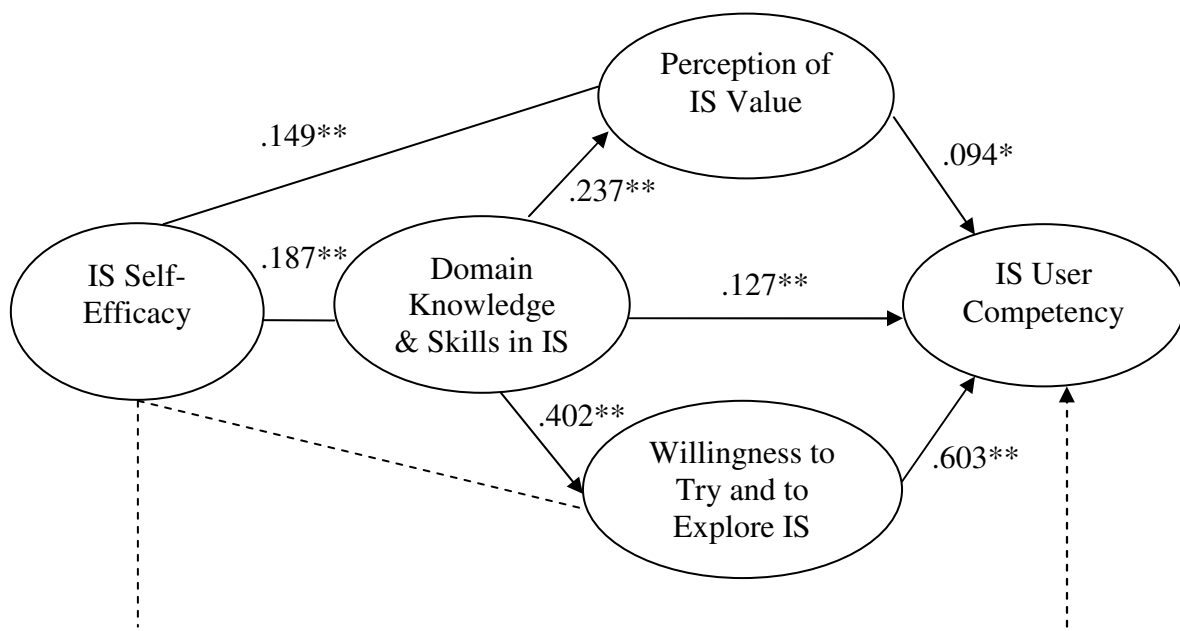 Perception of
IS Value
.149**
.094*
.237**
IS Self-
Efficacy
.187**
Domain
Knowledge
& Skills in IS
.127**
IS User
Competency
.402**
Willingness to
Try and to
Explore IS
.603**